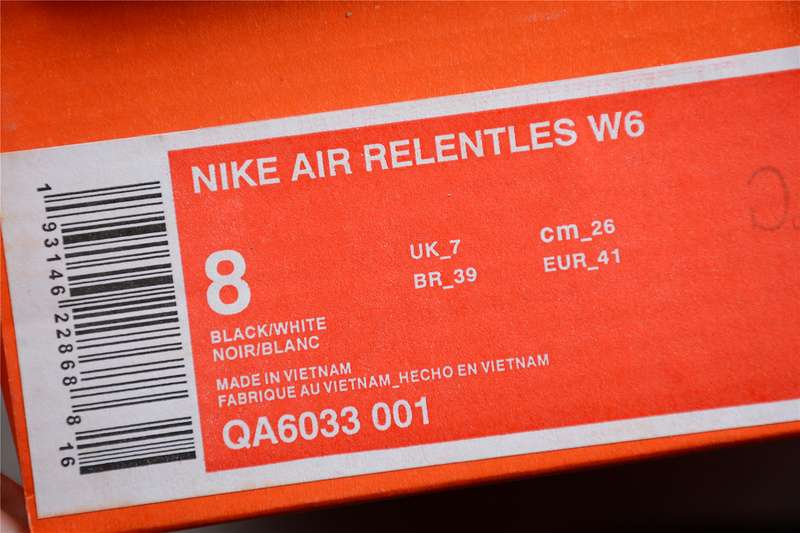 NIKE AIR RELENTLES W6
8
UK_7
cm_26
BR_39
EUR_41
BLACK/WHITE
NOIR/BLANC
MADE IN VIETNAM
FABRIQUE AU VIETNAM_HECHO EN VIETNAM
QA6033 001
1 93146 22868 8 16